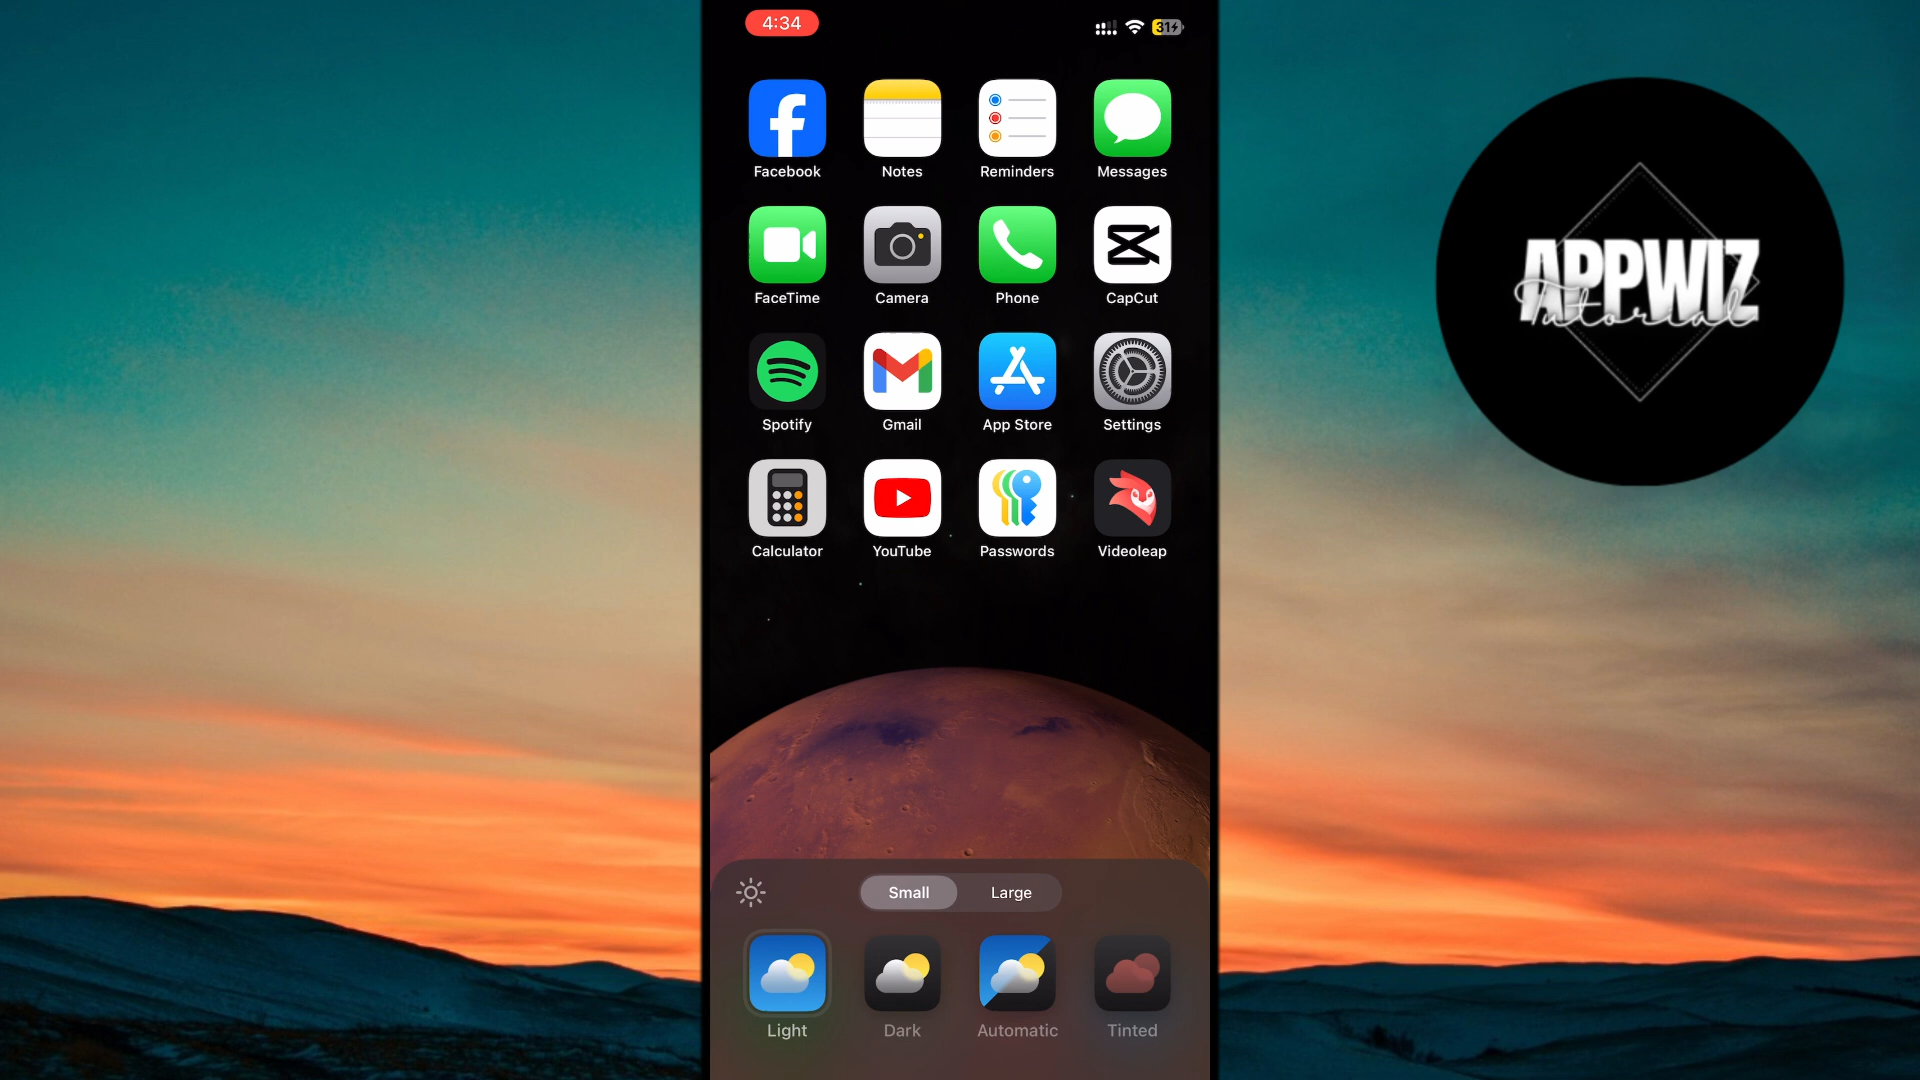 4:34
31
Facebook
Notes
Reminders
Messages
FaceTime
Camera
Phone
CapCut
Spotify
Gmail
App Store
Settings
Calculator
YouTube
Passwords
Videoleap
Small
Large
Light
Dark
Automatic
Tinted
APPWIZ
Tutorial